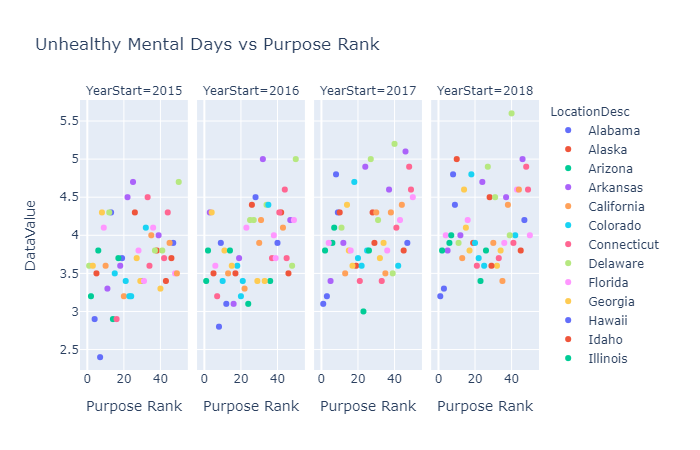 Unhealthy Mental Days vs Purpose Rank
YearStart=2015 YearStart=2016 YearStart=2017 YearStart=2018
LocationDesc
Alabama
Alaska
Arizona
Arkansas
California
Colorado
Connecticut
Delaware
Florida
Georgia
Hawaii
Idaho
Illinois
DataValue
5.5
5
4.5
4
3.5
3
2.5
0 20 40 0 20 40 0 20 40 0 20 40
Purpose Rank Purpose Rank Purpose Rank Purpose Rank